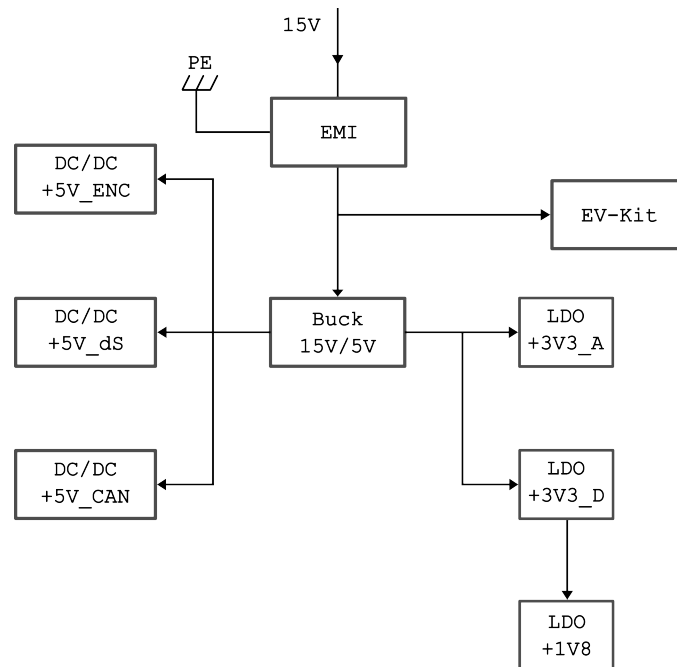 15V
PE
EMI
DC/DC
+5V_ENC
EV-Kit
DC/DC
+5V_dS
Buck
15V/5V
LDO
+3V3_A
DC/DC
+5V_CAN
LDO
+3V3_D
LDO
+1V8